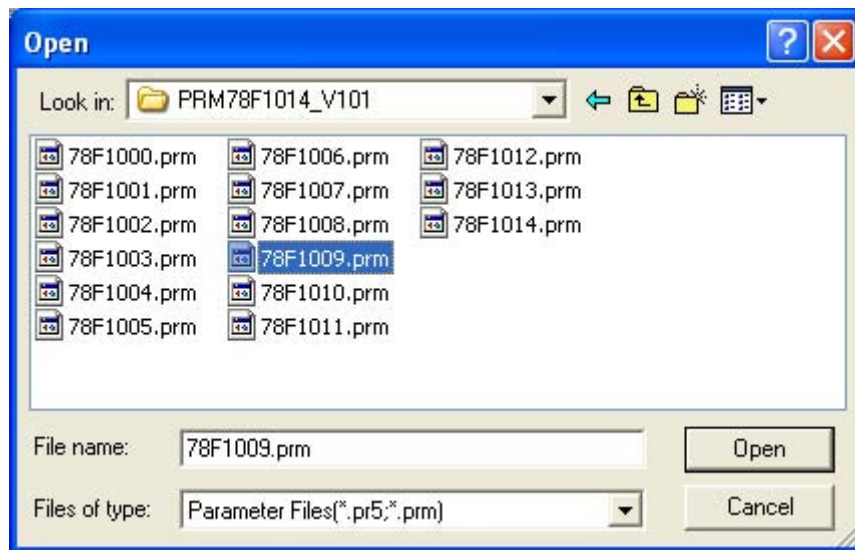 Open
Look in: PRM78F1014_V101
78F1000.prm 78F1006.prm 78F1012.prm
78F1001.prm 78F1007.prm 78F1013.prm
78F1002.prm 78F1008.prm 78F1014.prm
78F1003.prm 78F1009.prm
78F1004.prm 78F1010.prm
78F1005.prm 78F1011.prm
File name: 78F1009.prm Open
Files of type: Parameter Files(*.pr5;*.prm) Cancel